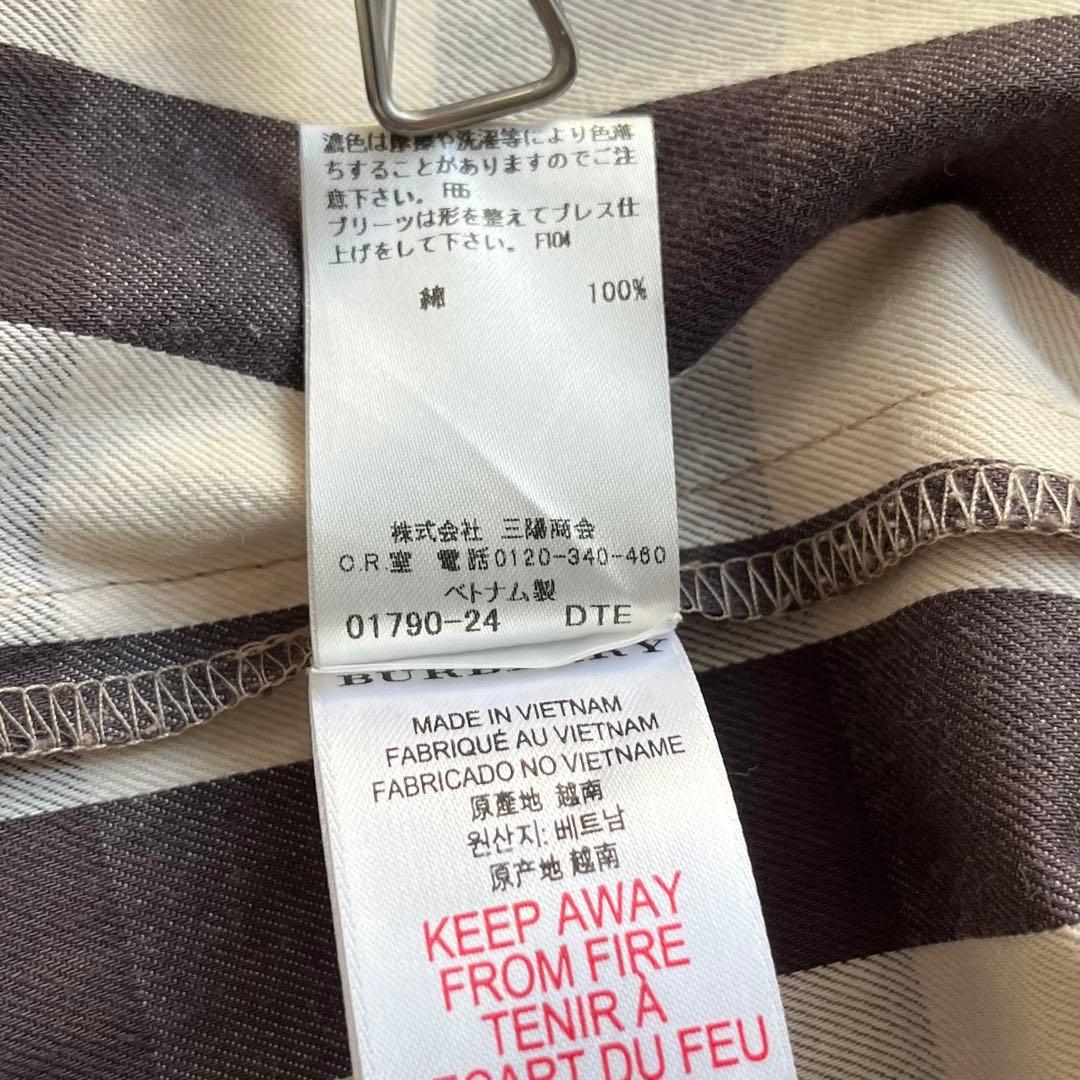 濃色は摩擦や洗濯等により色落
ちすることがありますのでご注
意下さい。F85
プリーツは形を整えてプレス仕
上げをして下さい。F104
綿 100%
株式会社 三陽商会
C.R.室 電話0120-340-460
ベトナム製
01790-24 DTE
BURBERRY
MADE IN VIETNAM
FABRIQUÉ AU VIETNAM
FABRICADO NO VIETNAME
原產地 越南
원산지: 베트남
原产地 越南
KEEP AWAY
FROM FIRE
TENIR À
ÉCART DU FEU